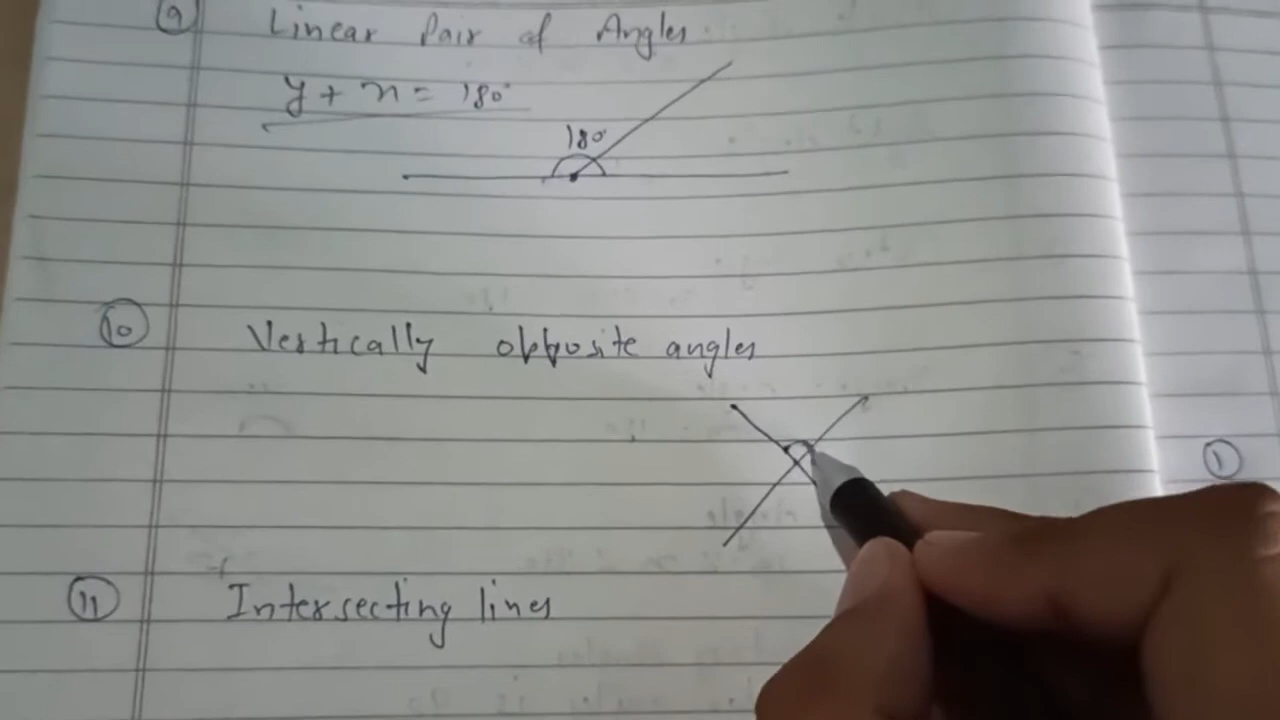 9 Linear Pair of Angles
y + x = 180°
180°
10 Vertically opposite angles
11 Intersecting lines
1